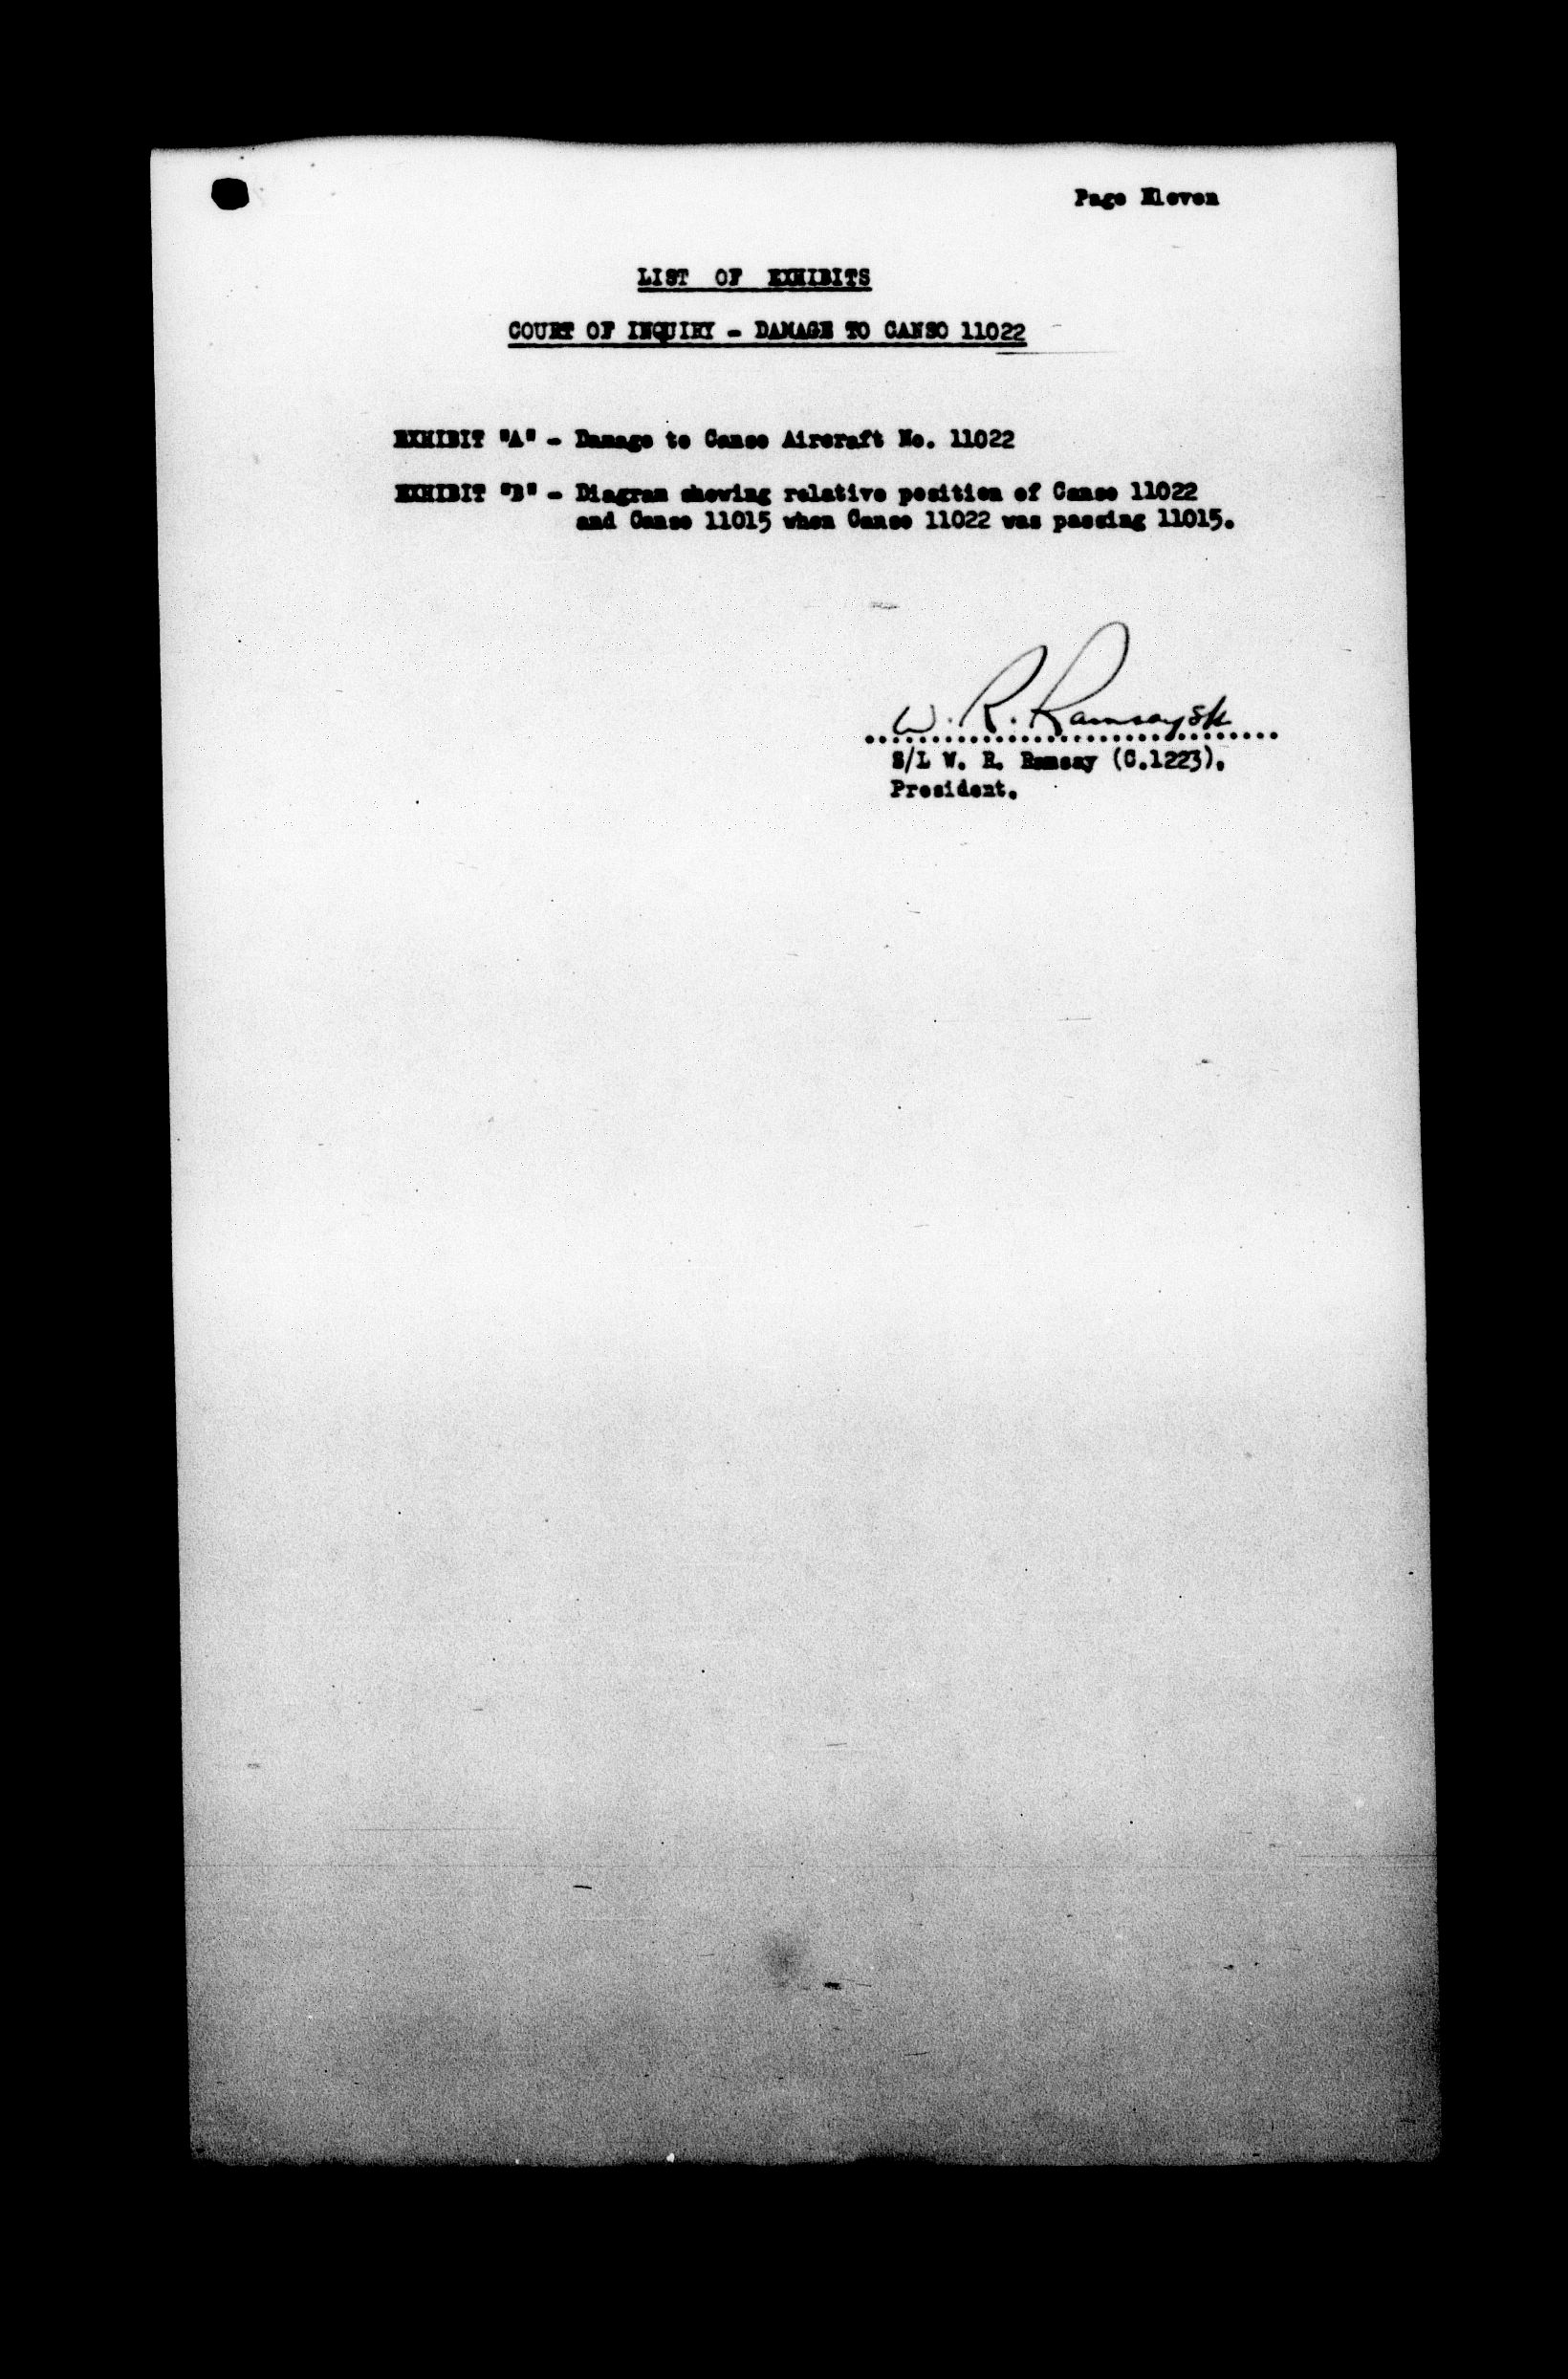 Page Eleven
LIST OF EXHIBITS
COURT OF INQUIRY - DAMAGE TO CANSO 11022
EXHIBIT "A" - Damage to Canso Aircraft No. 11022
EXHIBIT "B" - Diagram showing relative position of Canso 11022
and Canso 11015 when Canso 11022 was passing 11015.
W. R. Ramsay S/L
S/L W. R. Ramsay (C.1223).
President.